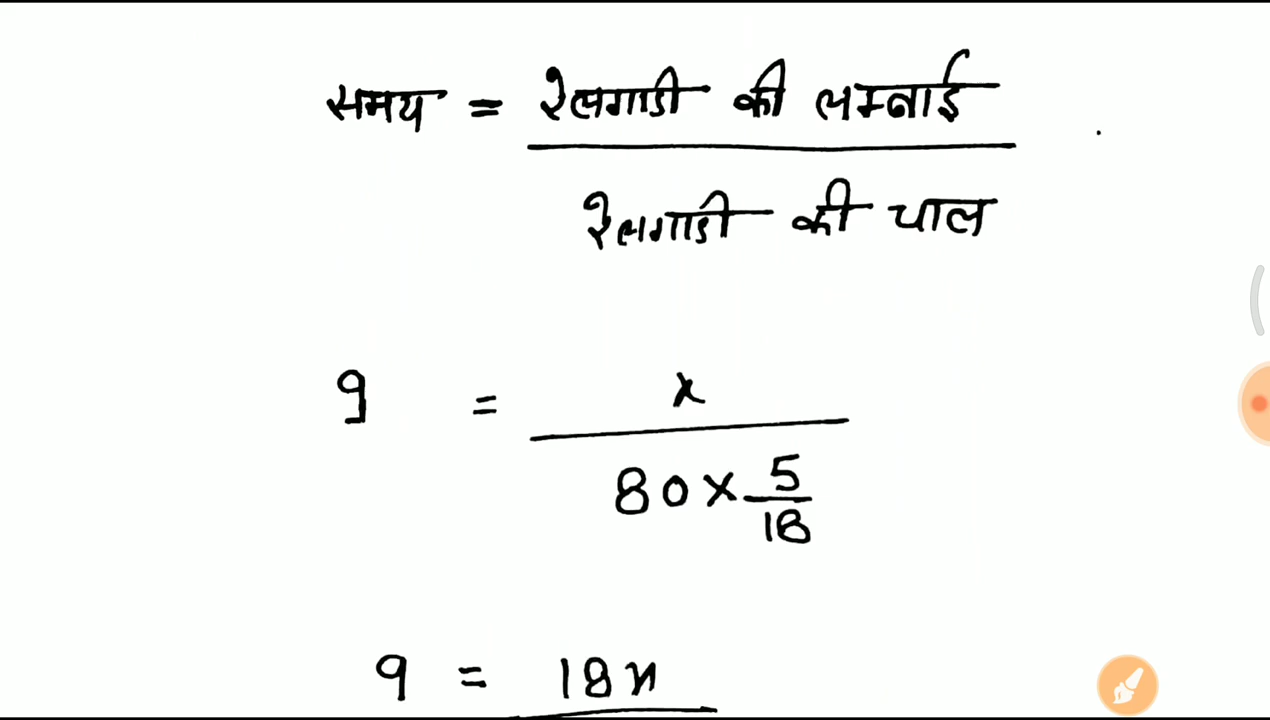 समय = रेलगाडी की लम्बाई
रेलगाडी की चाल
9 = x
80 × 5/18
9 = 18x